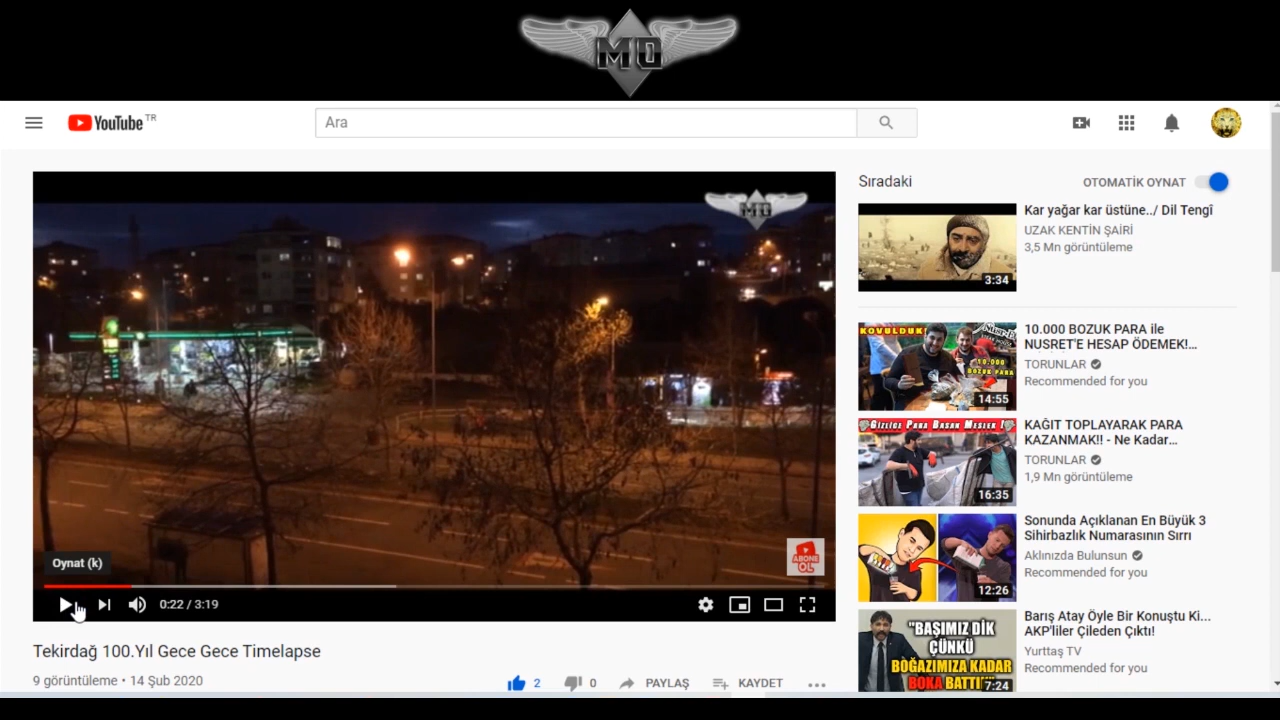 MO
YouTube TR
Ara
MO
ABONE
OL
Oynat (k)
0:22 / 3:19
Tekirdağ 100.Yıl Gece Gece Timelapse
9 görüntüleme • 14 Şub 2020
2
0
PAYLAŞ
KAYDET
Sıradaki
OTOMATİK OYNAT
3:34
Kar yağar kar üstüne../ Dil Tengî
UZAK KENTİN ŞAİRİ
3,5 Mn görüntüleme
KOVULDUK
10.000
BOZUK PARA
14:55
10.000 BOZUK PARA ile
NUSRET'E HESAP ÖDEMEK!...
TORUNLAR
Recommended for you
Gizlice Para Basan Meslek !
16:35
KAĞIT TOPLAYARAK PARA
KAZANMAK!! - Ne Kadar...
TORUNLAR
1,9 Mn görüntüleme
12:26
Sonunda Açıklanan En Büyük 3
Sihirbazlık Numarasının Sırrı
Aklınızda Bulunsun
Recommended for you
"BAŞIMIZ DİK
ÇÜNKÜ
BOĞAZIMIZA KADAR
BOKA BATTI
7:24
Barış Atay Öyle Bir Konuştu Ki...
AKP'liler Çileden Çıktı!
Yurttaş TV
Recommended for you